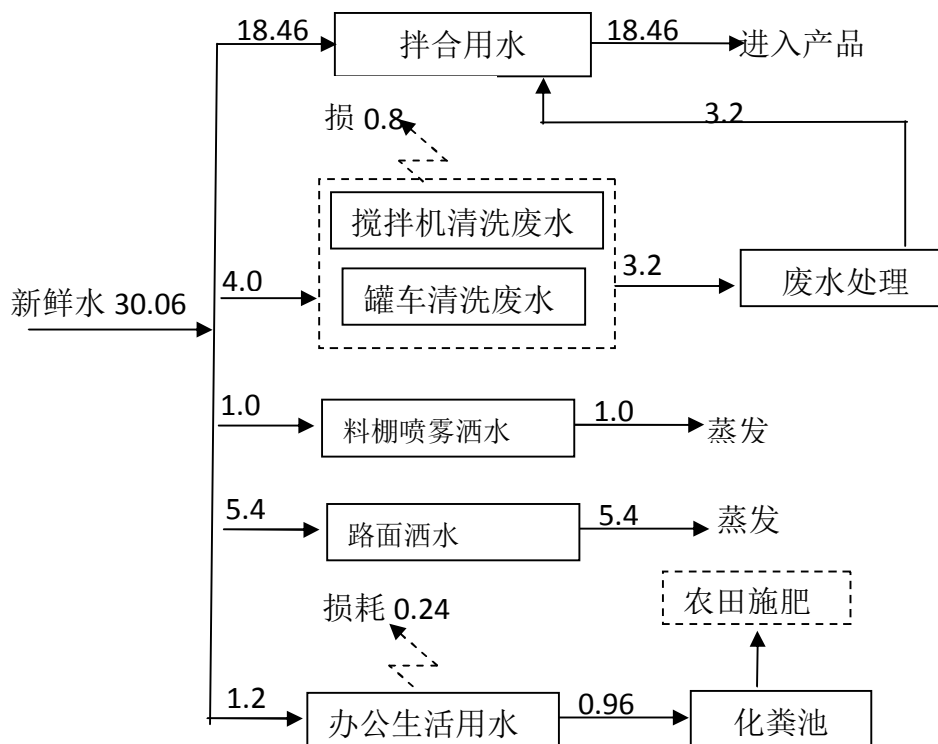 18.46
拌合用水
18.46
进入产品
3.2
损 0.8
搅拌机清洗废水
罐车清洗废水
4.0
3.2
废水处理
新鲜水 30.06
1.0
料棚喷雾洒水
1.0
蒸发
5.4
路面洒水
5.4
蒸发
农田施肥
损耗 0.24
1.2
办公生活用水
0.96
化粪池